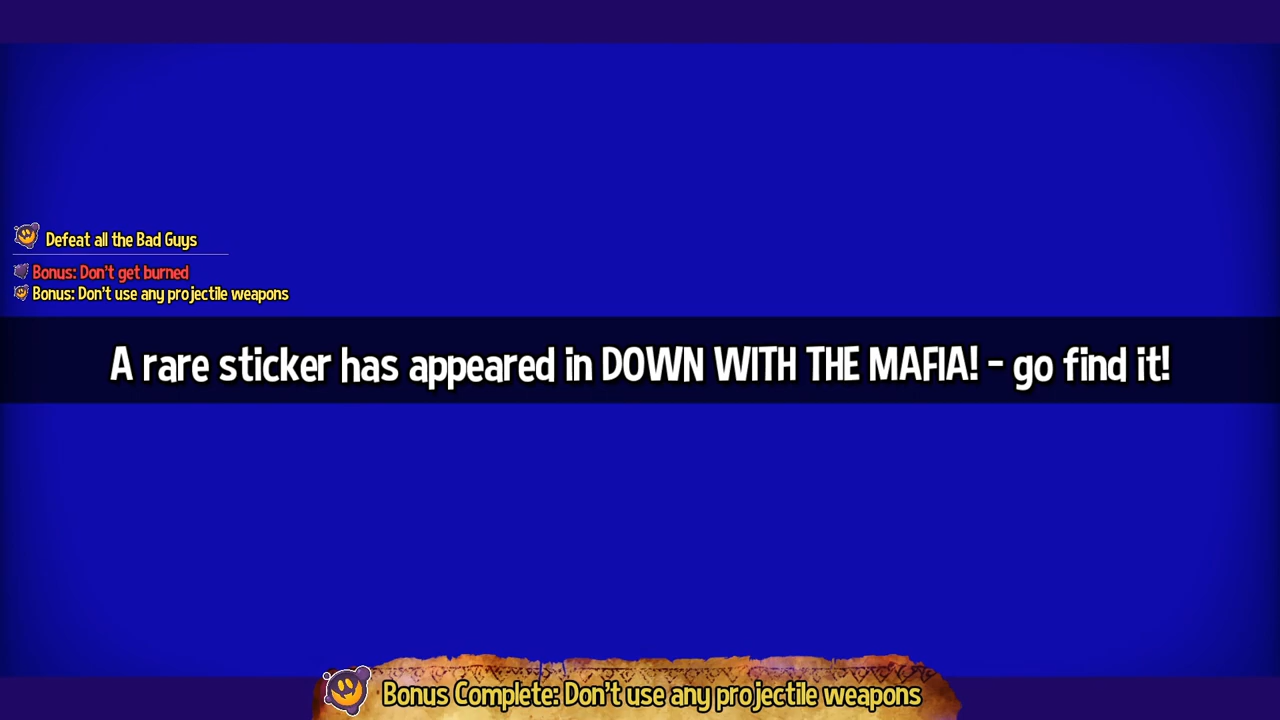 Defeat all the Bad Guys
Bonus: Don't get burned
Bonus: Don't use any projectile weapons
A rare sticker has appeared in DOWN WITH THE MAFIA! - go find it!
Bonus Complete: Don't use any projectile weapons